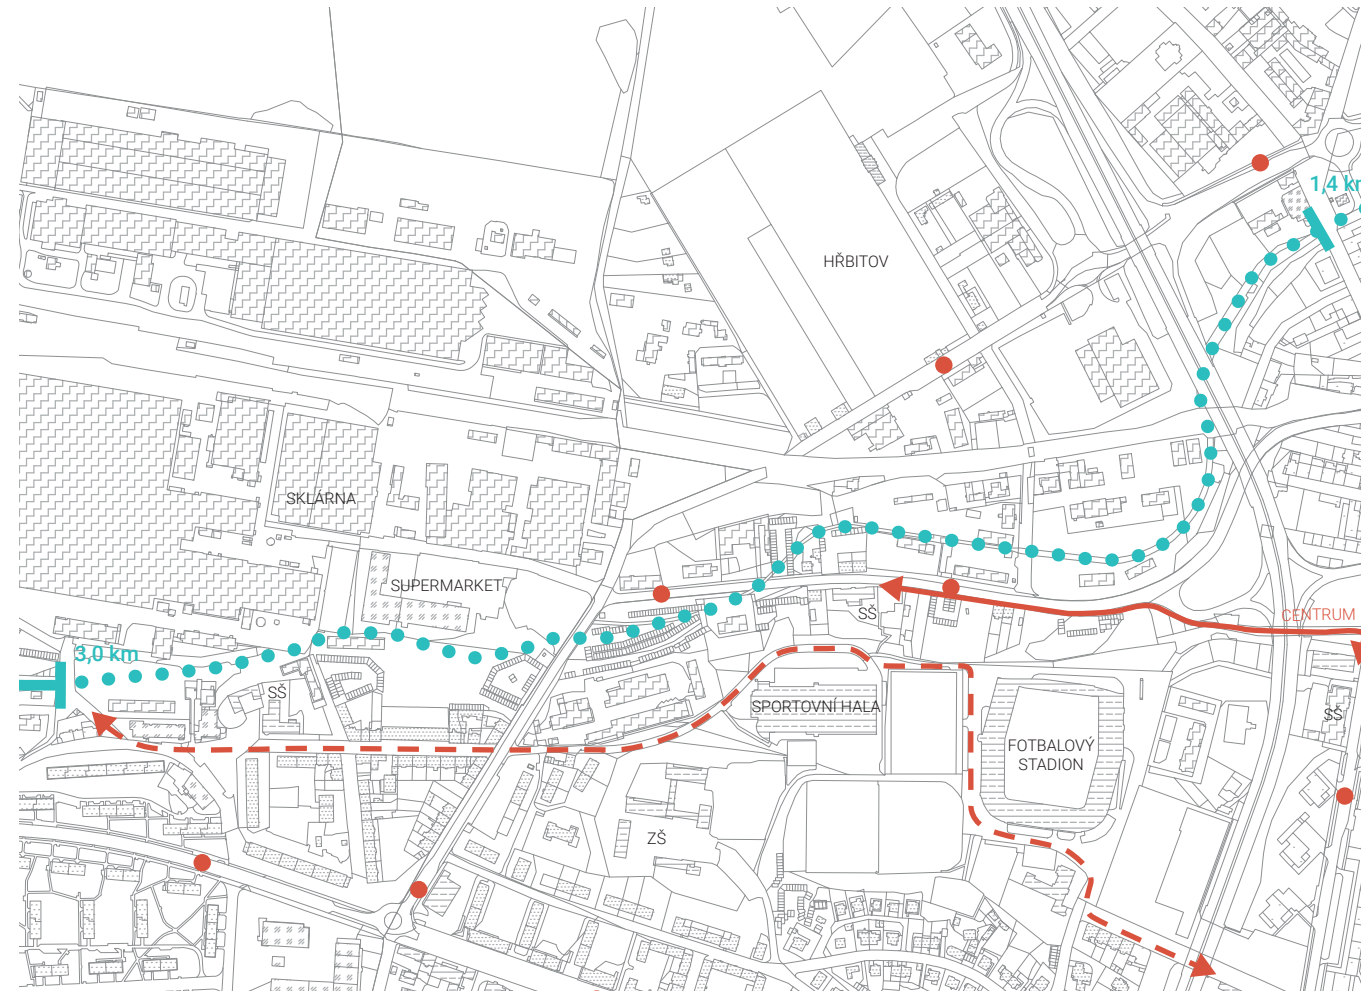 1,4 km
HŘBITOV
SKLÁRNA
SUPERMARKET
SŠ
CENTRUM
3,0 km
SŠ
SPORTOVNÍ HALA
SŠ
FOTBALOVÝ
STADION
ZŠ